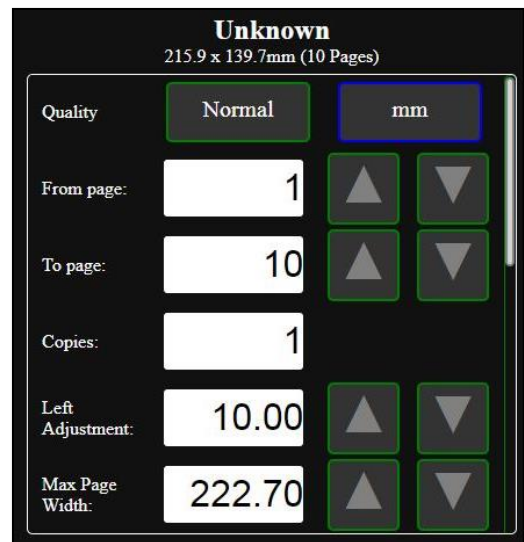 Unknown
215.9 x 139.7mm (10 Pages)
Quality Normal mm
From page: 1
To page: 10
Copies: 1
Left
Adjustment: 10.00
Max Page
Width: 222.70